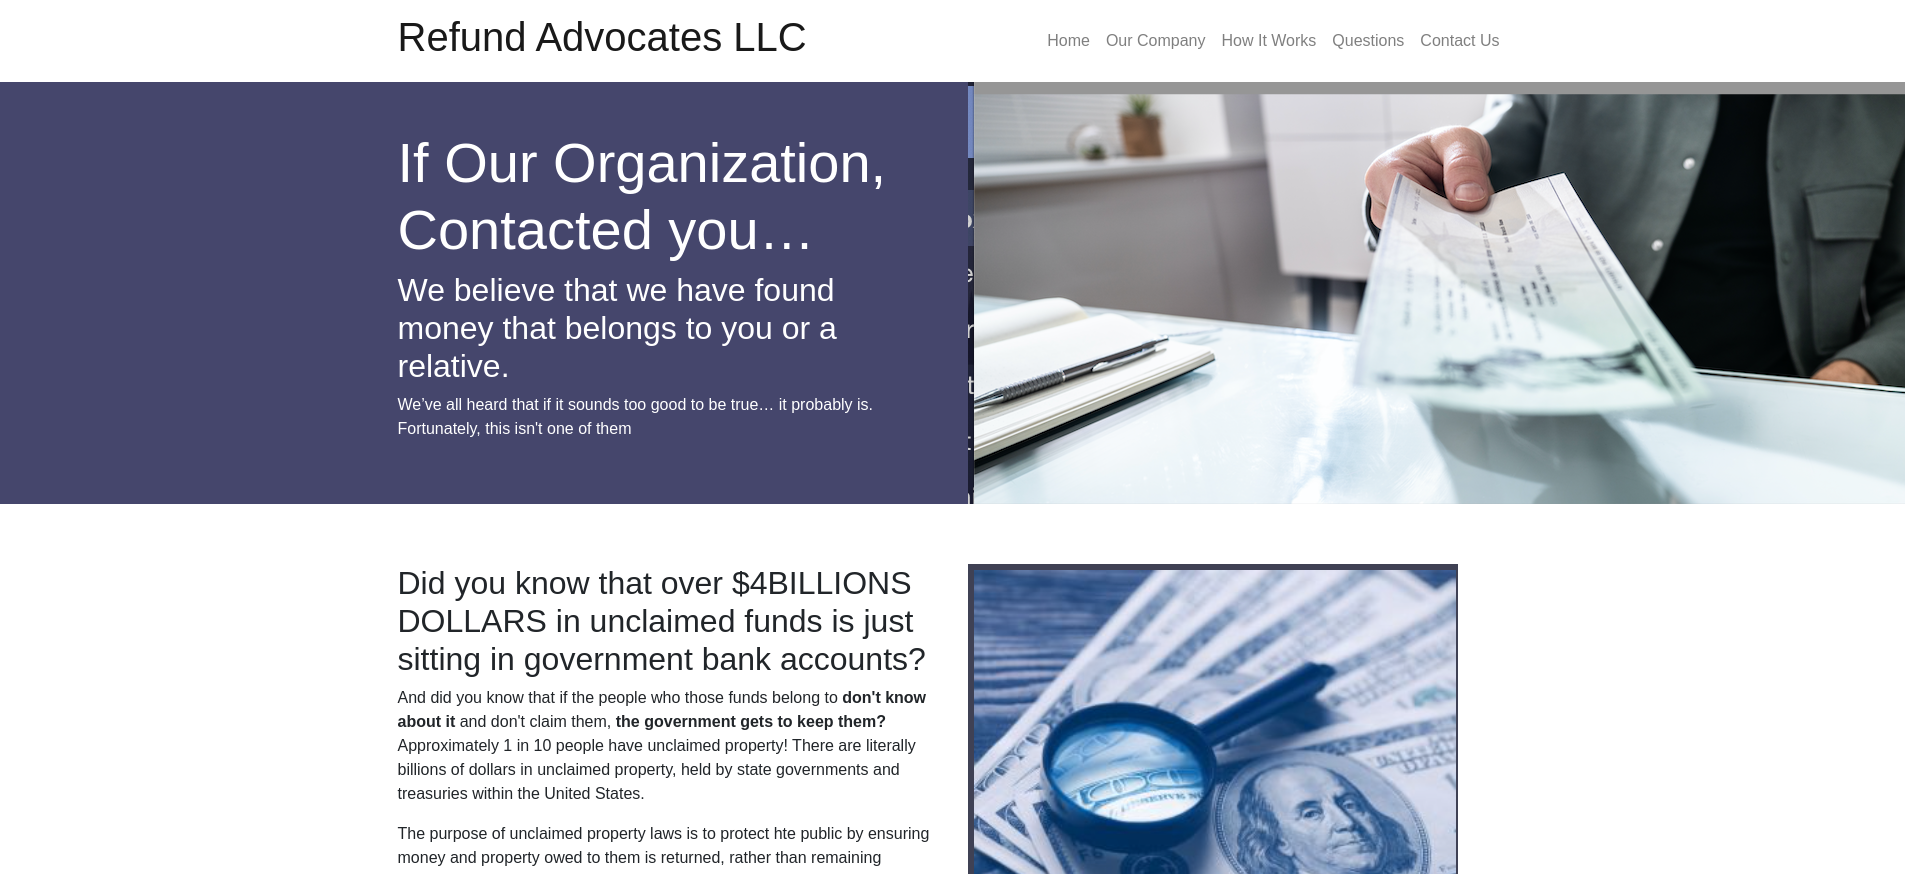 Refund Advocates LLC
Home Our Company How It Works Questions Contact Us
If Our Organization,
Contacted you…
We believe that we have found
money that belongs to you or a
relative.
We’ve all heard that if it sounds too good to be true… it probably is.
Fortunately, this isn't one of them
Did you know that over $4BILLIONS
DOLLARS in unclaimed funds is just
sitting in government bank accounts?
And did you know that if the people who those funds belong to don't know
about it and don't claim them, the government gets to keep them?
Approximately 1 in 10 people have unclaimed property! There are literally
billions of dollars in unclaimed property, held by state governments and
treasuries within the United States.
The purpose of unclaimed property laws is to protect hte public by ensuring
money and property owed to them is returned, rather than remaining